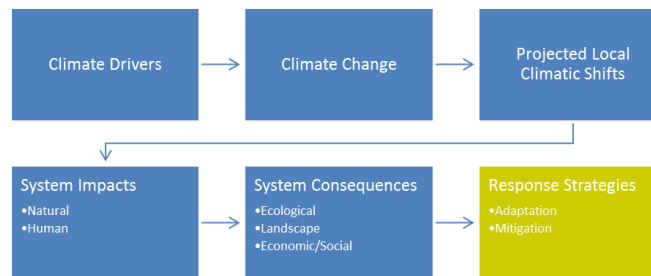 Climate Drivers
Climate Change
Projected Local
Climatic Shifts
System Impacts
•Natural
•Human
System Consequences
•Ecological
•Landscape
•Economic/Social
Response Strategies
•Adaptation
•Mitigation